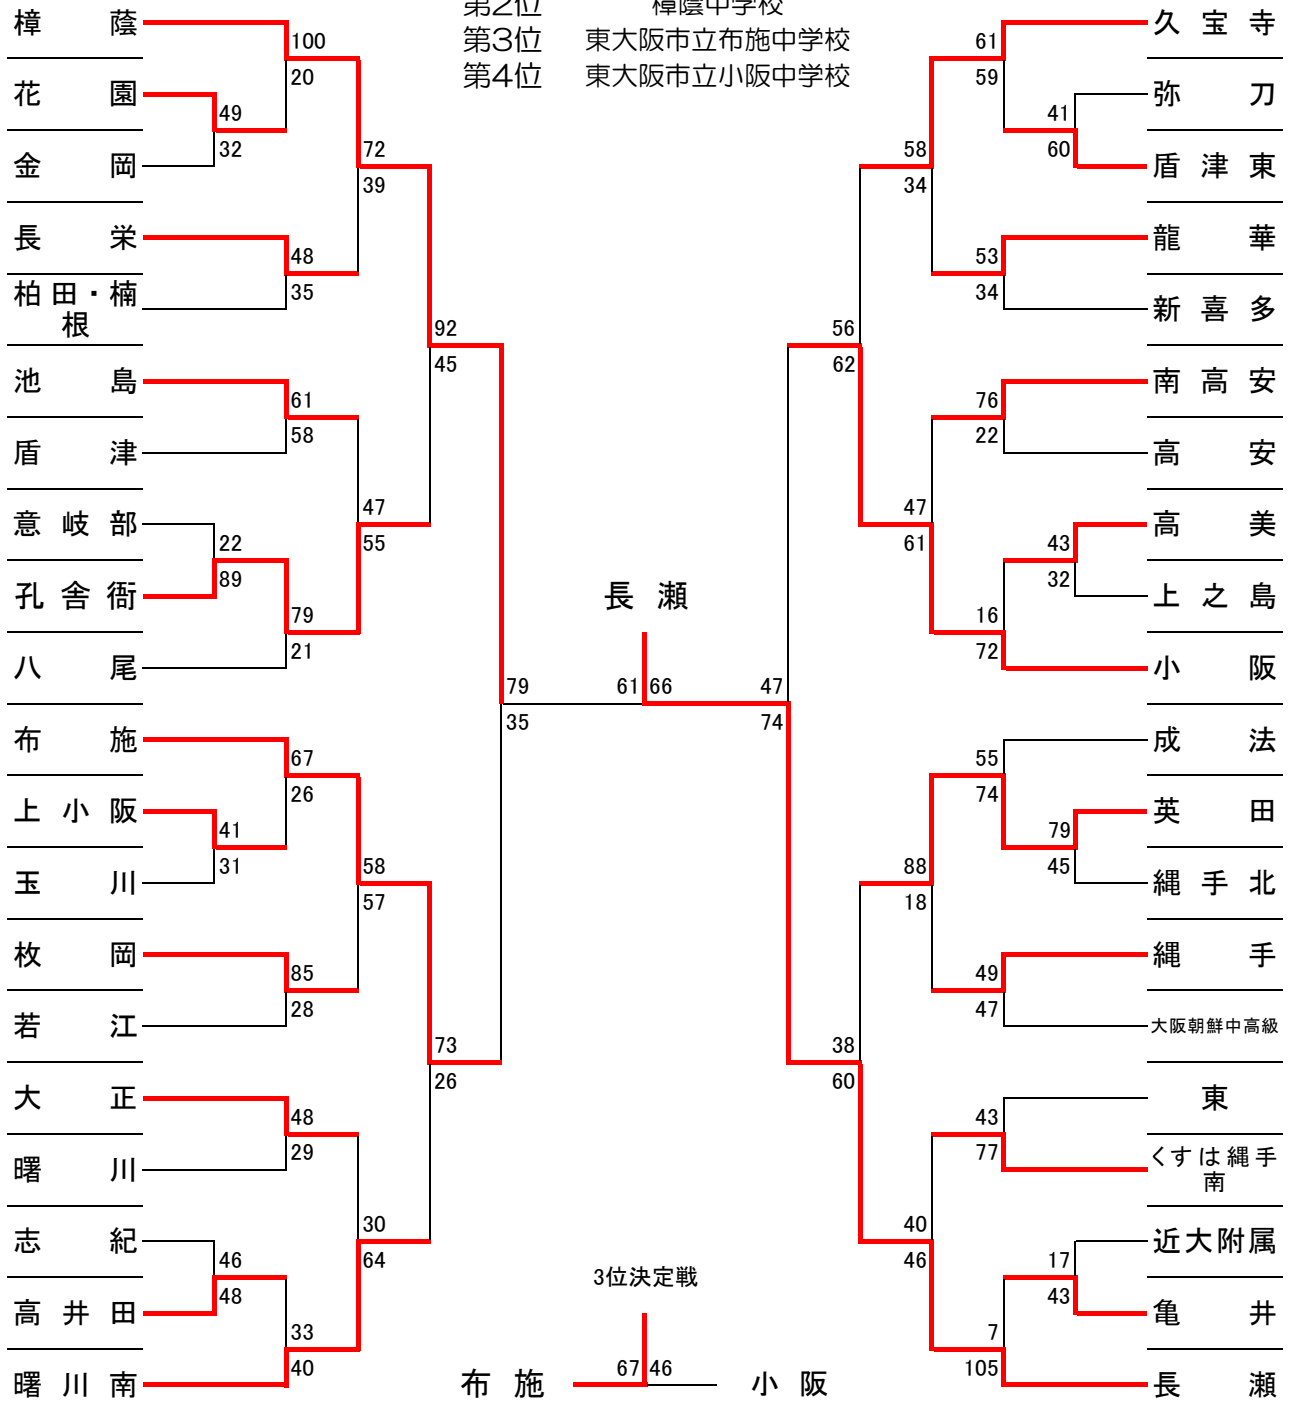 第2位 樟蔭中学校
第3位 東大阪市立布施中学校
第4位 東大阪市立小阪中学校
樟蔭
100
20
花園
49
32
金岡
72
39
長栄
48
35
柏田・楠
根
92
45
池島
61
58
盾津
47
55
意岐部
22
89
孔舎衙
79
21
八尾
79
35
布施
67
26
上小阪
41
31
玉川
58
57
枚岡
85
28
若江
73
26
大正
48
29
曙川
30
64
志紀
46
48
高井田
33
40
曙川南
長瀬
61 66
3位決定戦
67 46
布施 小阪
久宝寺
61
59
弥刀
41
60
盾津東
58
34
龍華
53
34
新喜多
56
62
南高安
76
22
高安
47
61
高美
43
32
上之島
16
72
小阪
47
74
成法
55
74
英田
79
45
縄手北
88
18
縄手
49
47
大阪朝鮮中高級
38
60
東
43
77
くすは縄手
南
40
46
近大附属
17
43
亀井
7
105
長瀬